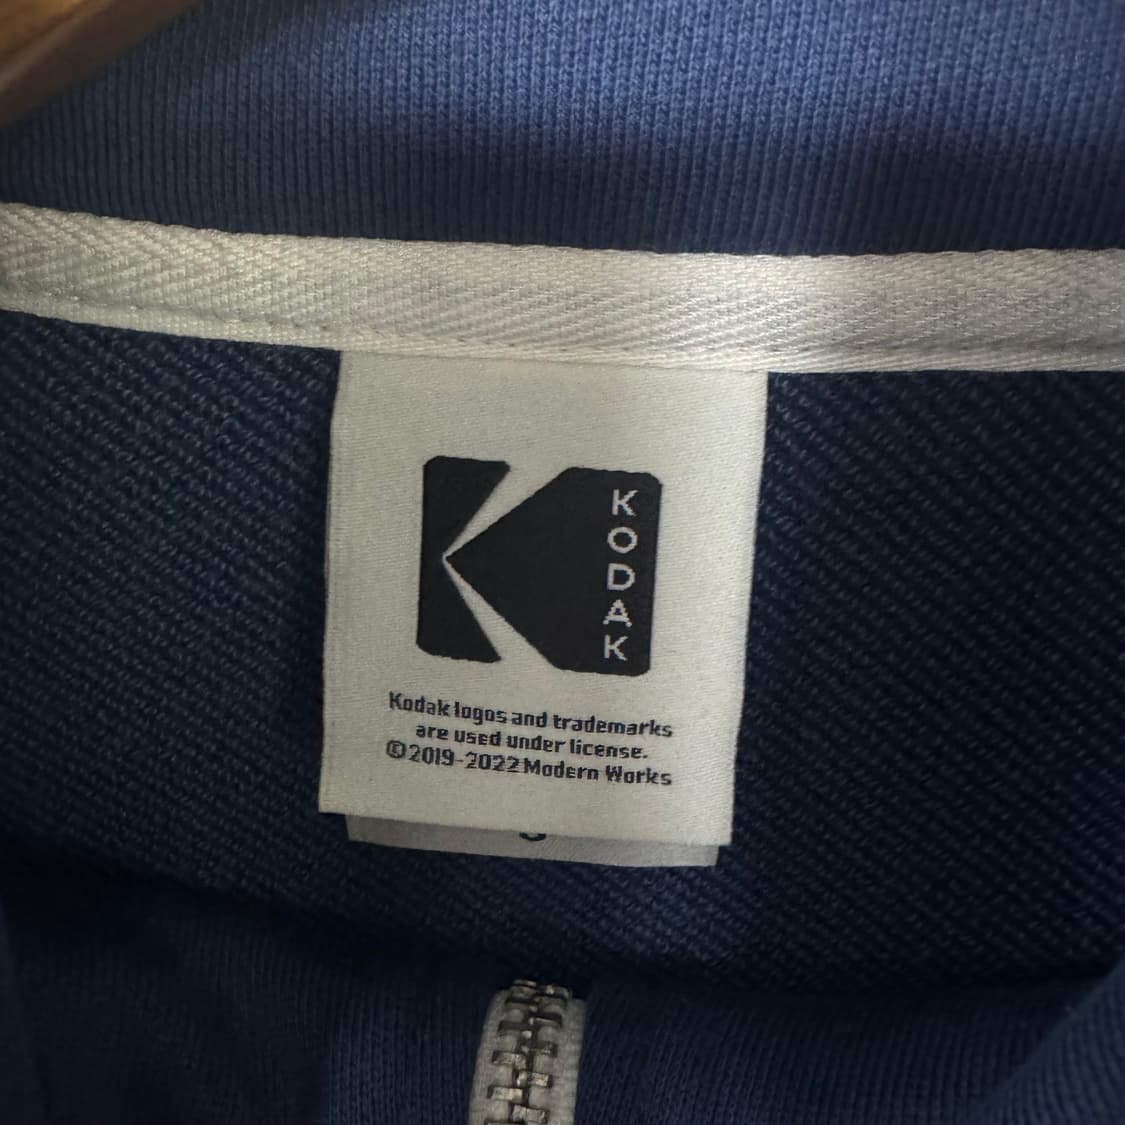 KODAK
Kodak logos and trademarks
are used under license.
©2019-2022 Modern Works